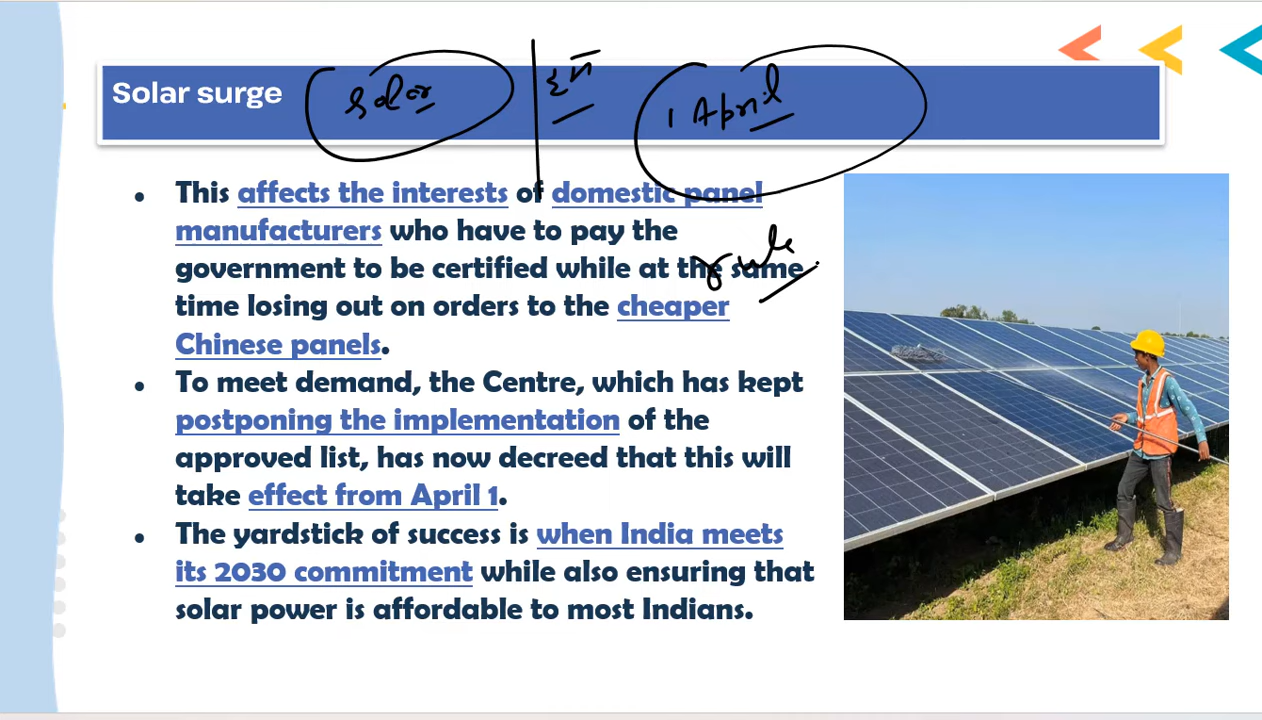 Solar surge
solar
1 April
rule
This affects the interests of domestic panel
manufacturers who have to pay the
government to be certified while at the same
time losing out on orders to the cheaper
Chinese panels.
To meet demand, the Centre, which has kept
postponing the implementation of the
approved list, has now decreed that this will
take effect from April 1.
The yardstick of success is when India meets
its 2030 commitment while also ensuring that
solar power is affordable to most Indians.